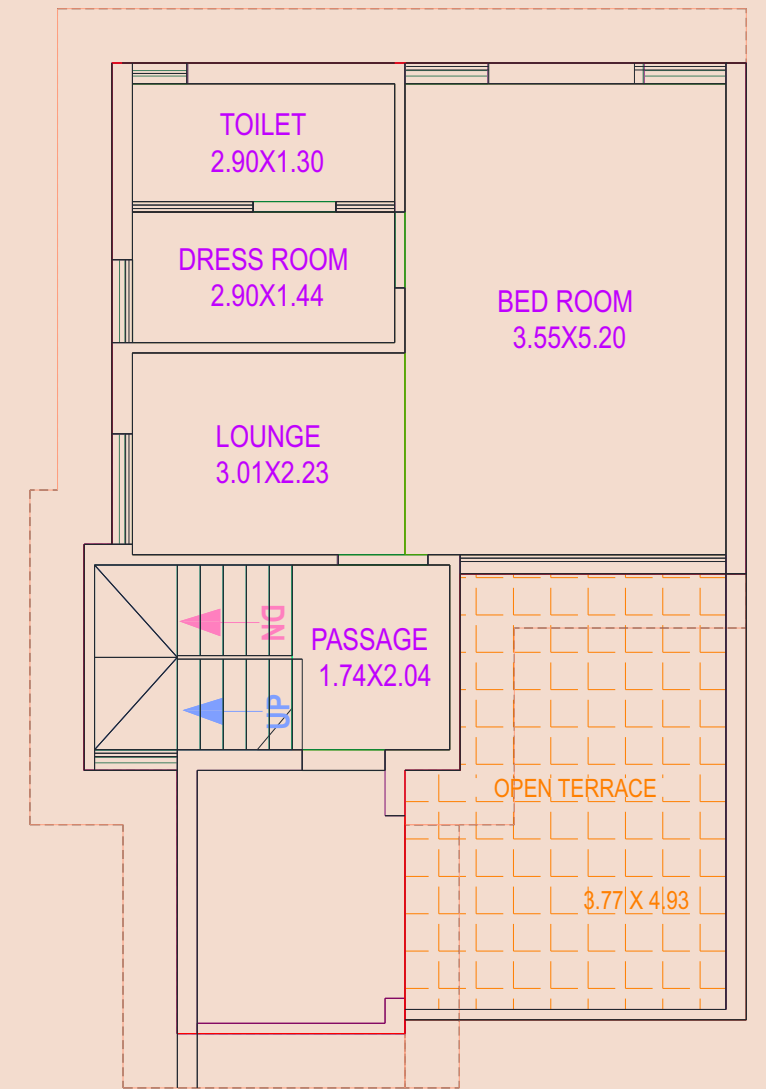 TOILET
2.90X1.30
DRESS ROOM
2.90X1.44
BED ROOM
3.55X5.20
LOUNGE
3.01X2.23
DN
PASSAGE
1.74X2.04
UP
OPEN TERRACE
3.77 X 4.93